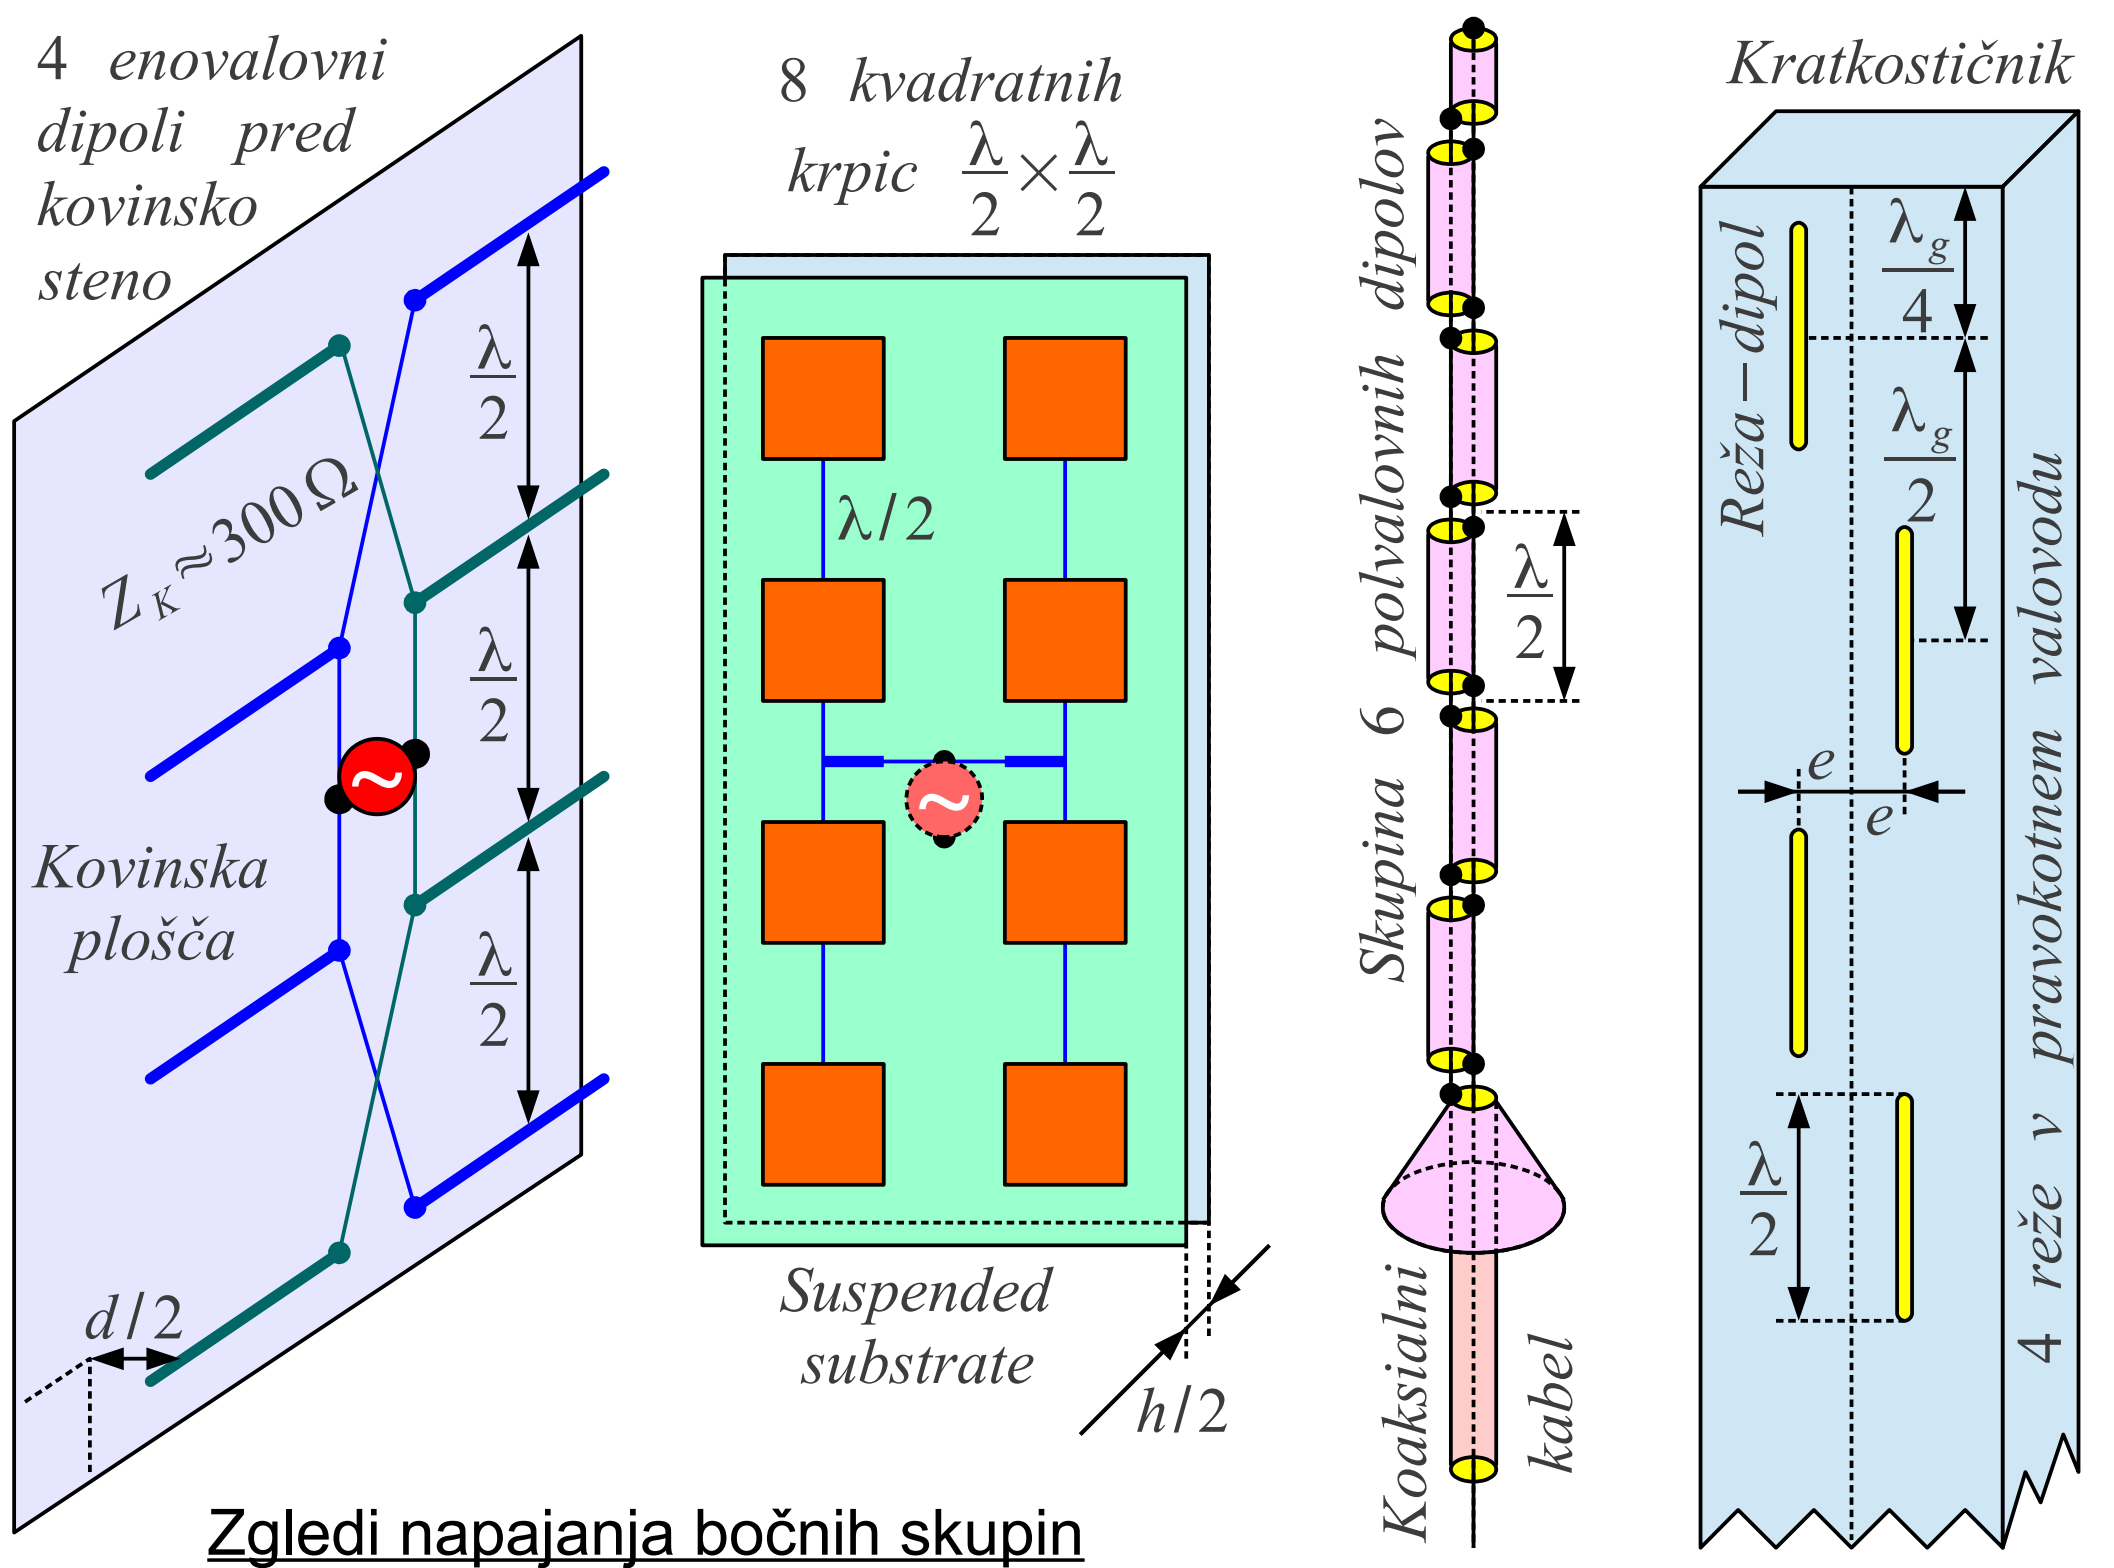 4 enovalovni
dipoli pred
kovinsko
steno
λ/2
Z_K≈300Ω
λ/2
λ/2
Kovinska
plošča
d/2
8 kvadratnih
krpic λ/2×λ/2
λ/2
~
~
Suspended
substrate
h/2
Skupina 6 polvalovnih dipolov
λ/2
Koaksialni
kabel
Kratkostičnik
Reža-dipol
λ_g/4
λ_g/2
e
e
λ/2
4 reže v pravokotnem valovodu
Zgledi napajanja bočnih skupin